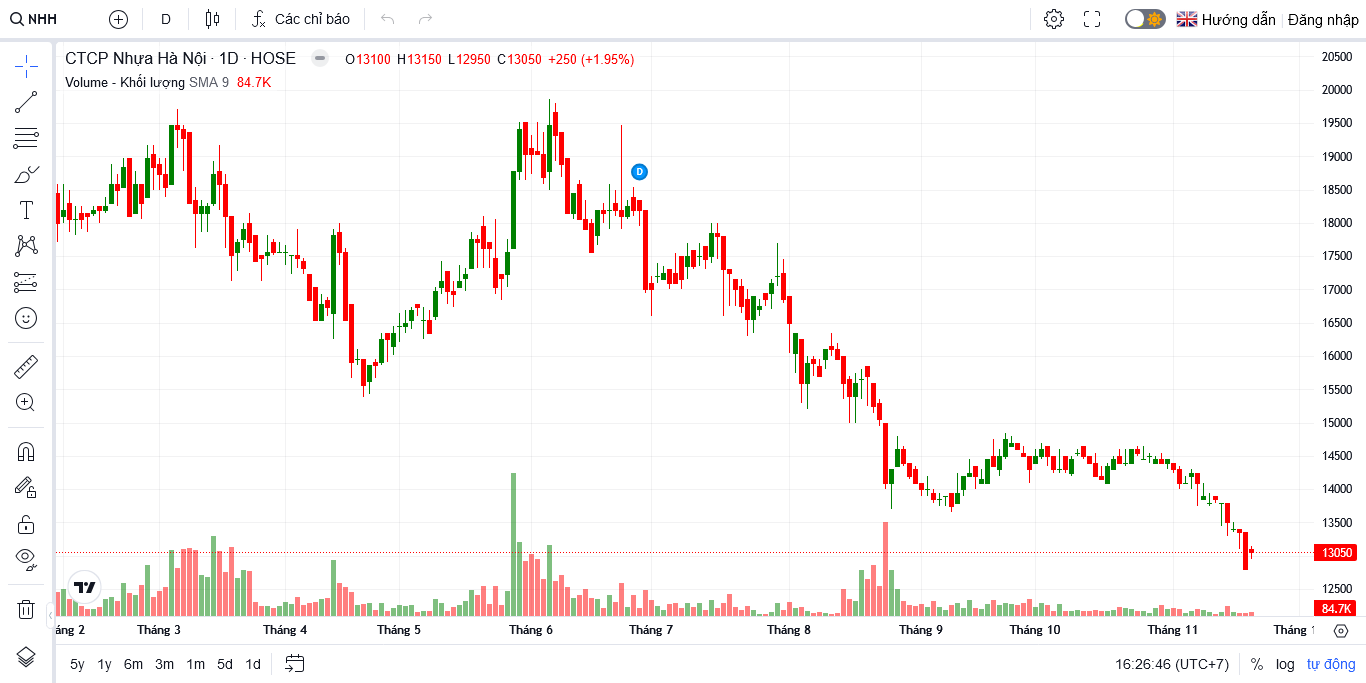 NHH D Các chỉ báo Hướng dẫn Đăng nhập
CTCP Nhựa Hà Nội · 1D · HOSE O13100 H13150 L12950 C13050 +250 (+1.95%)
Volume - Khối lượng SMA 9 84.7K
D
20500
20000
19500
19000
18500
18000
17500
17000
16500
16000
15500
15000
14500
14000
13500
13050
12500
84.7K
áng 2 Tháng 3 Tháng 4 Tháng 5 Tháng 6 Tháng 7 Tháng 8 Tháng 9 Tháng 10 Tháng 11 Tháng 1
5y 1y 6m 3m 1m 5d 1d 16:26:46 (UTC+7) % log tự động